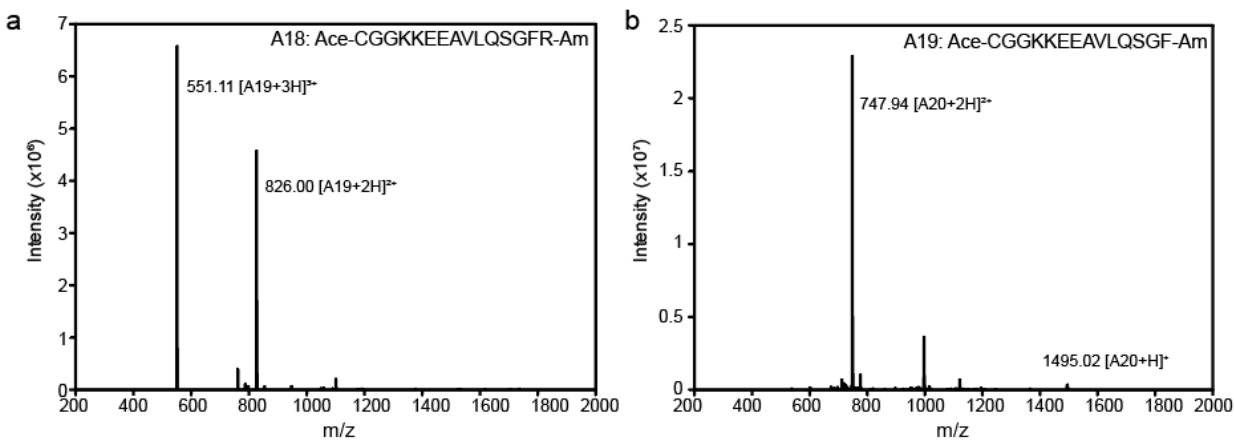 a
A18: Ace-CGGKKEEAVLQSGFR-Am
551.11 [A19+3H]³⁺
826.00 [A19+2H]²⁺
Intensity (x10⁶)
7
6
5
4
3
2
1
0
200 400 600 800 1000 1200 1400 1600 1800 2000
m/z
b
A19: Ace-CGGKKEEAVLQSGF-Am
747.94 [A20+2H]²⁺
1495.02 [A20+H]⁺
Intensity (x10⁷)
2.5
2
1.5
1
0.5
0
200 400 600 800 1000 1200 1400 1600 1800 2000
m/z